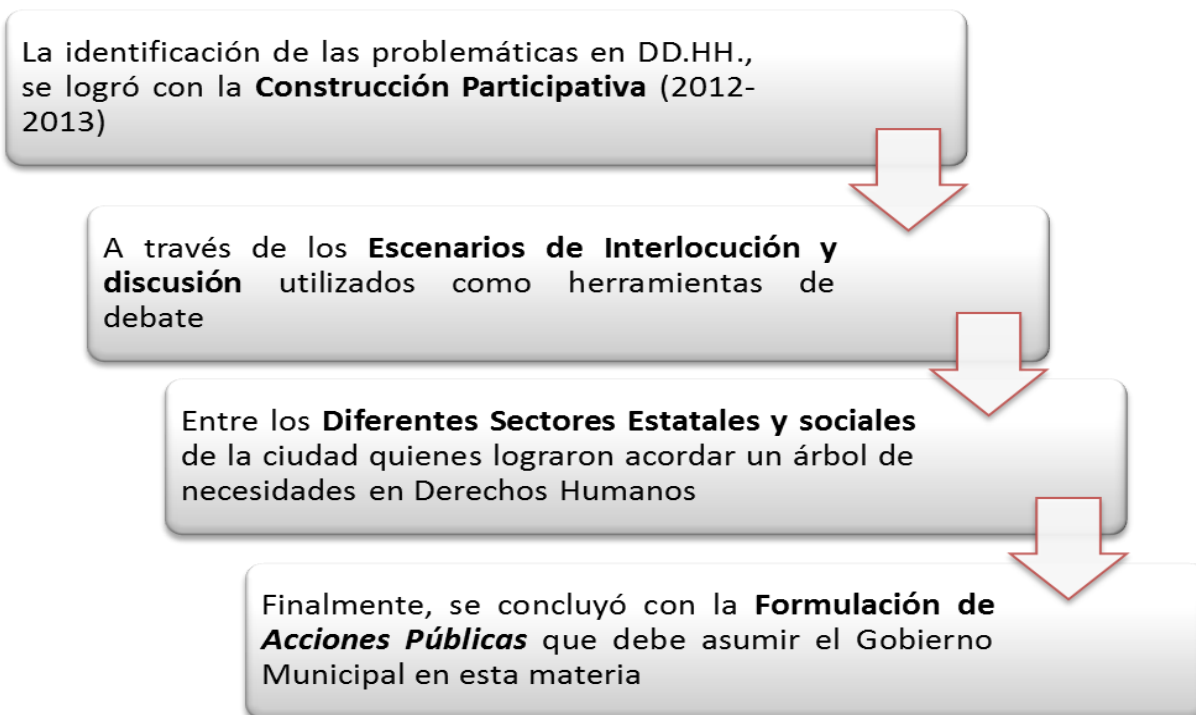 La identificación de las problemáticas en DD.HH.,
se logró con la Construcción Participativa (2012-
2013)
A través de los Escenarios de Interlocución y
discusión utilizados como herramientas de
debate
Entre los Diferentes Sectores Estatales y sociales
de la ciudad quienes lograron acordar un árbol de
necesidades en Derechos Humanos
Finalmente, se concluyó con la Formulación de
Acciones Públicas que debe asumir el Gobierno
Municipal en esta materia